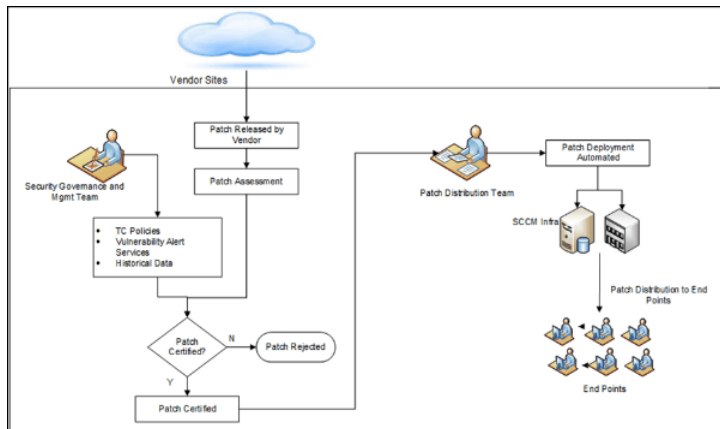 Vendor Sites
Patch Released by
Vendor
Patch Assessment
Security Governance and
Mgmt Team
• TC Policies
• Vulnerability Alert
Services
• Historical Data
Patch
Certified?
N
Patch Rejected
Y
Patch Certified
Patch Distribution Team
Patch Deployment
Automated
SCCM Infra
Patch Distribution to End
Points
End Points